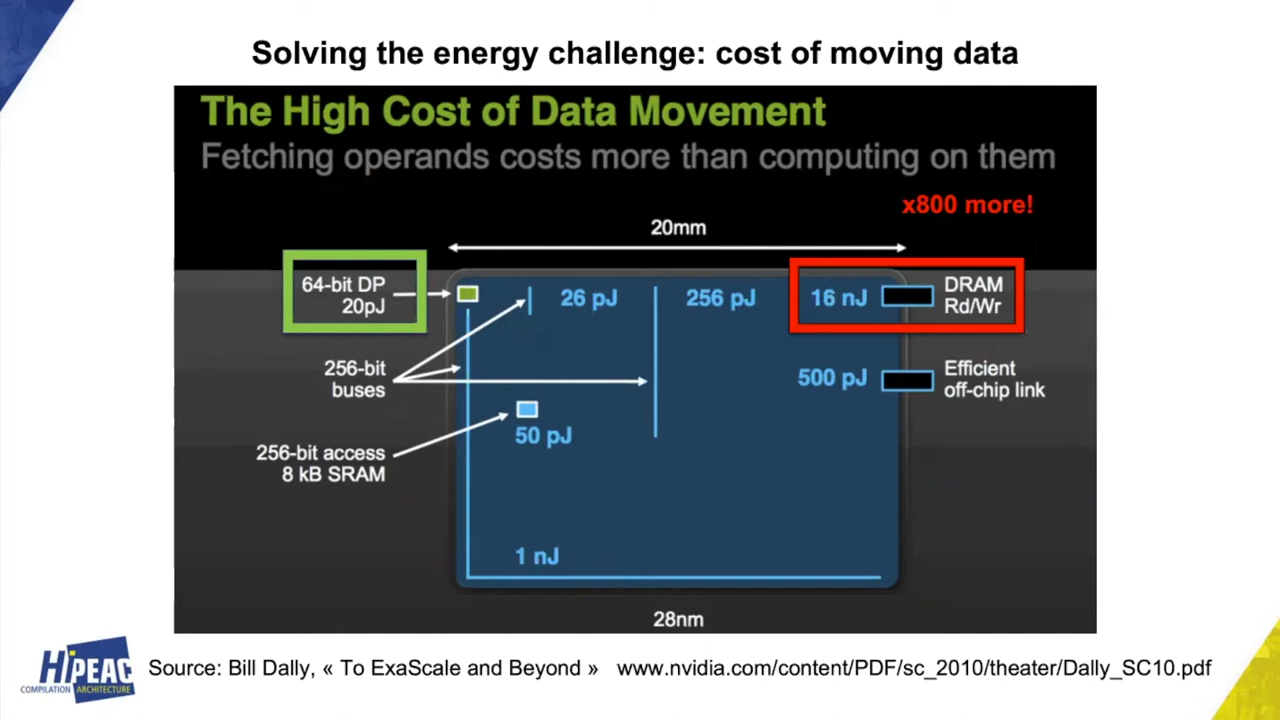 Solving the energy challenge: cost of moving data
The High Cost of Data Movement
Fetching operands costs more than computing on them
x800 more!
20mm
64-bit DP
20pJ
26 pJ
256 pJ
16 nJ
DRAM
Rd/Wr
256-bit
buses
500 pJ
Efficient
off-chip link
50 pJ
256-bit access
8 kB SRAM
1 nJ
28nm
HiPEAC
COMPILATION ARCHITECTURE
Source: Bill Dally, « To ExaScale and Beyond » www.nvidia.com/content/PDF/sc_2010/theater/Dally_SC10.pdf